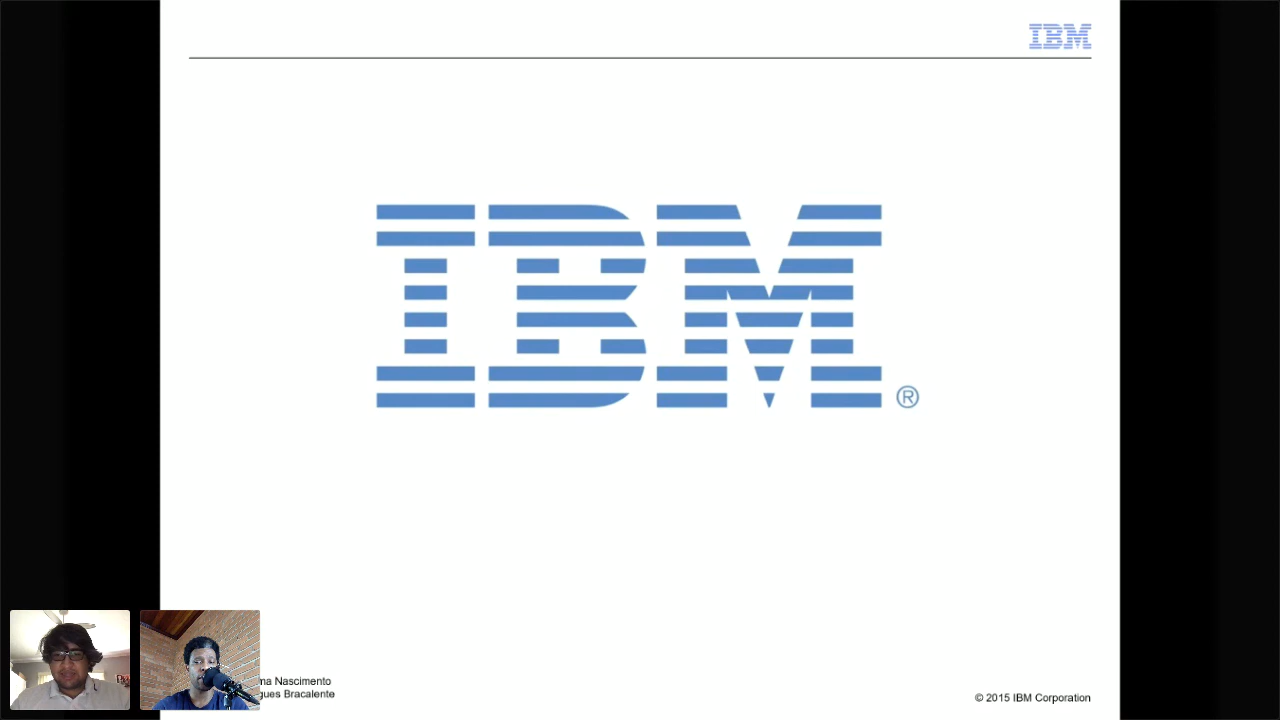 IBM
IBM®
ma Nascimento
gues Bracalente
© 2015 IBM Corporation